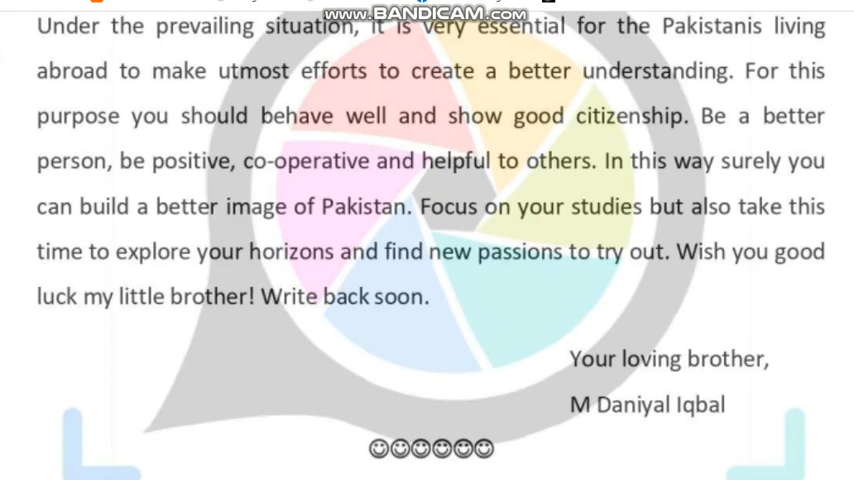 www.BANDICAM.com
Under the prevailing situation, it is very essential for the Pakistanis living
abroad to make utmost efforts to create a better understanding. For this
purpose you should behave well and show good citizenship. Be a better
person, be positive, co-operative and helpful to others. In this way surely you
can build a better image of Pakistan. Focus on your studies but also take this
time to explore your horizons and find new passions to try out. Wish you good
luck my little brother! Write back soon.
Your loving brother,
M Daniyal Iqbal
☺☺☺☺☺☺